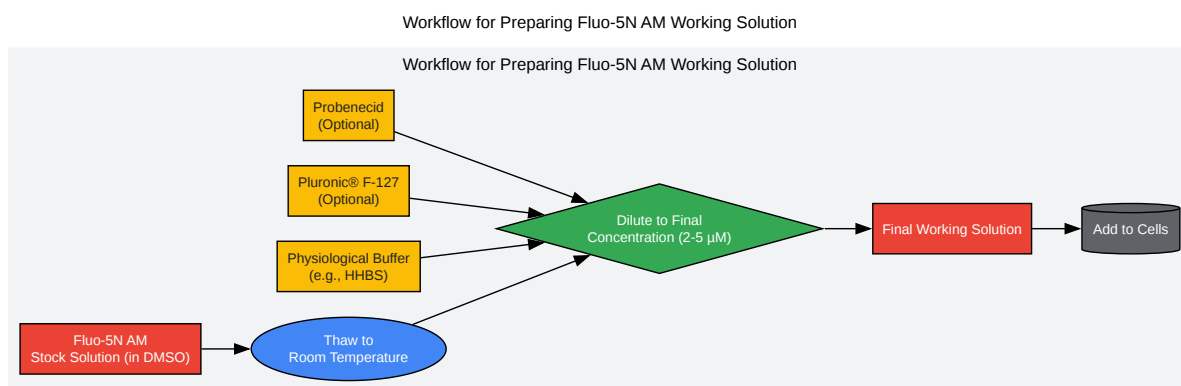 Workflow for Preparing Fluo-5N AM Working Solution
Workflow for Preparing Fluo-5N AM Working Solution
Probenecid
(Optional)
Pluronic® F-127
(Optional)
Physiological Buffer
(e.g., HHBS)
Fluo-5N AM
Stock Solution (in DMSO)
Thaw to
Room Temperature
Dilute to Final
Concentration (2-5 µM)
Final Working Solution
Add to Cells